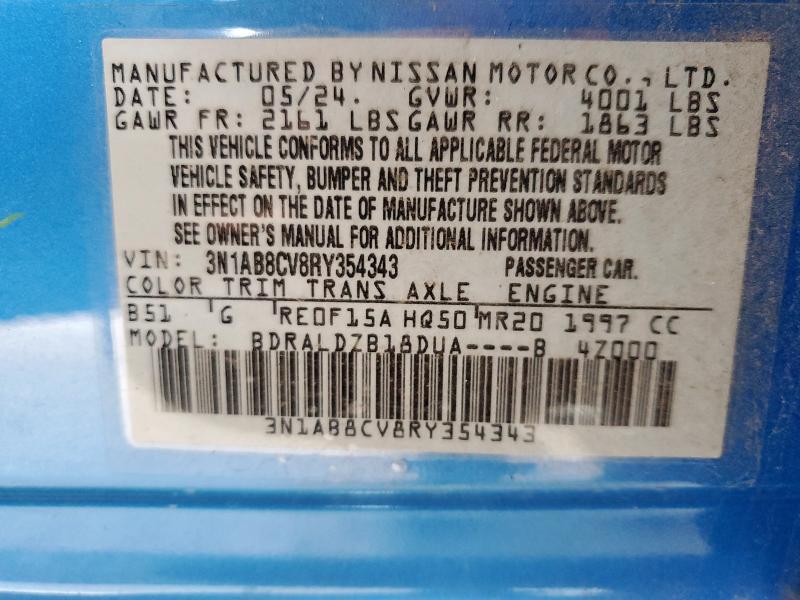 MANUFACTURED BY NISSAN MOTOR CO., LTD.
DATE: 05/24. GVWR: 4001 LBS
GAWR FR: 2161 LBS GAWR RR: 1863 LBS
THIS VEHICLE CONFORMS TO ALL APPLICABLE FEDERAL MOTOR
VEHICLE SAFETY, BUMPER AND THEFT PREVENTION STANDARDS
IN EFFECT ON THE DATE OF MANUFACTURE SHOWN ABOVE.
SEE OWNER'S MANUAL FOR ADDITIONAL INFORMATION.
VIN: 3N1AB8CV8RY354343 PASSENGER CAR.
COLOR TRIM TRANS AXLE ENGINE
B51 G RE0F15A HQ50 MR20 1997 CC
MODEL: BDRALDZB18DUA----B 4Z000
3N1AB8CV8RY354343